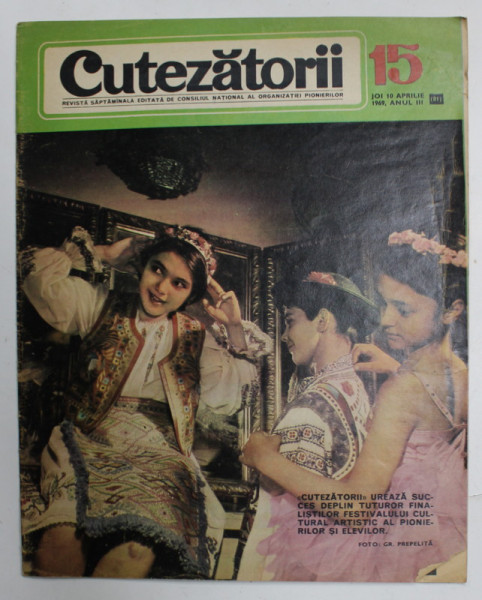 Cutezătorii
15
REVISTĂ SĂPTĂMÎNALĂ EDITATĂ DE CONSILIUL NAȚIONAL AL ORGANIZAȚIEI PIONIERILOR
JOI 10 APRILIE
1969, ANUL III
«CUTEZĂTORII» UREAZĂ SUC-
CES DEPLIN TUTUROR FINA-
LIȘTILOR FESTIVALULUI CUL-
TURAL ARTISTIC AL PIONIE-
RILOR ȘI ELEVILOR.
FOTO: GR. PREPELIȚĂ